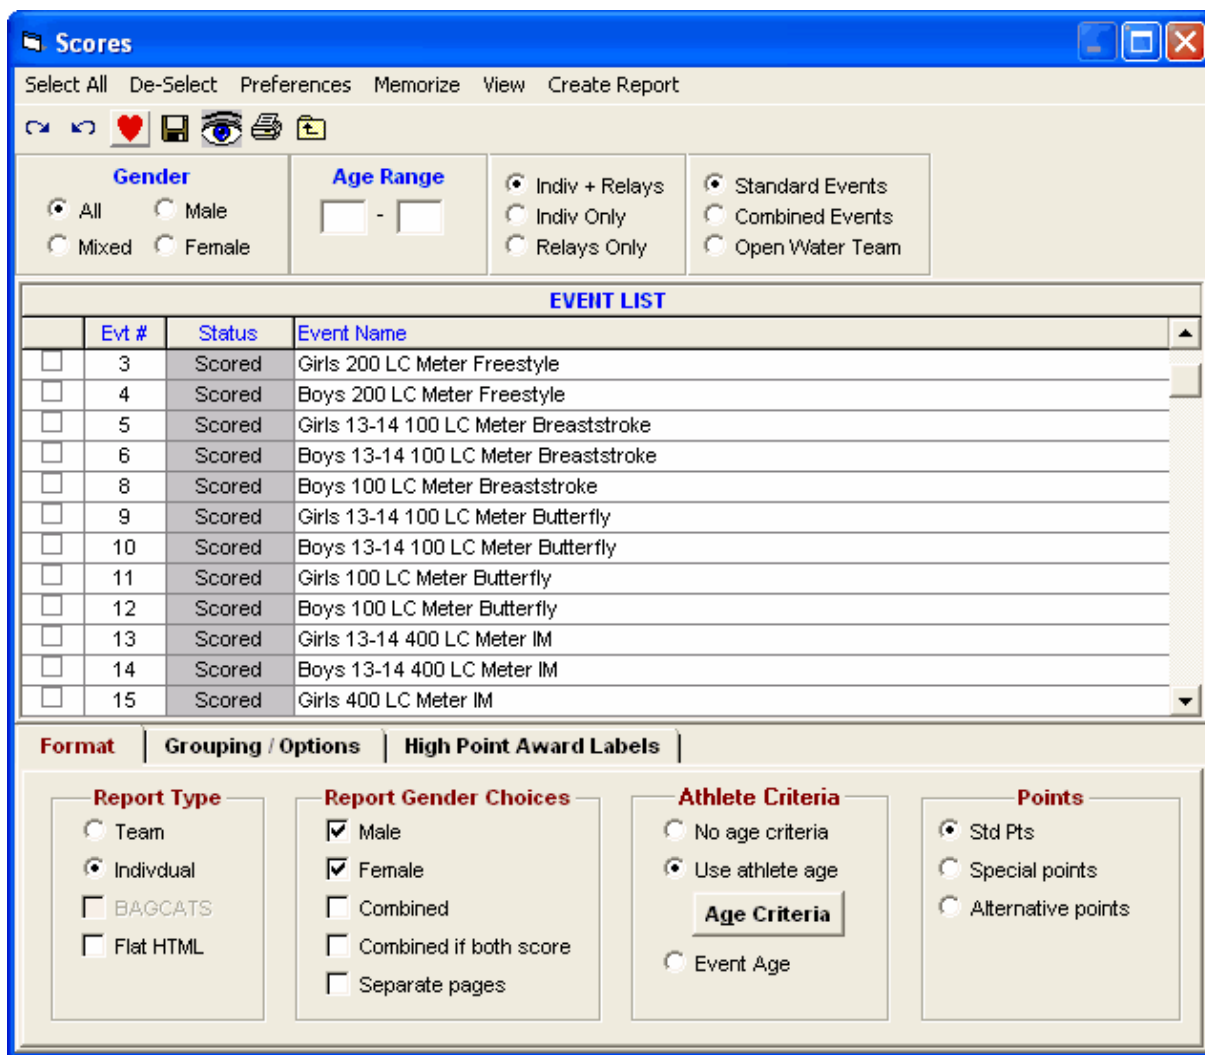 Scores
Select All De-Select Preferences Memorize View Create Report
Gender
All Male
Mixed Female
Age Range
-
Indiv + Relays
Indiv Only
Relays Only
Standard Events
Combined Events
Open Water Team
EVENT LIST
Evt # Status Event Name
3 Scored Girls 200 LC Meter Freestyle
4 Scored Boys 200 LC Meter Freestyle
5 Scored Girls 13-14 100 LC Meter Breaststroke
6 Scored Boys 13-14 100 LC Meter Breaststroke
8 Scored Boys 100 LC Meter Breaststroke
9 Scored Girls 13-14 100 LC Meter Butterfly
10 Scored Boys 13-14 100 LC Meter Butterfly
11 Scored Girls 100 LC Meter Butterfly
12 Scored Boys 100 LC Meter Butterfly
13 Scored Girls 13-14 400 LC Meter IM
14 Scored Boys 13-14 400 LC Meter IM
15 Scored Girls 400 LC Meter IM
Format Grouping / Options High Point Award Labels
Report Type
Team
Indivdual
BAGCATS
Flat HTML
Report Gender Choices
Male
Female
Combined
Combined if both score
Separate pages
Athlete Criteria
No age criteria
Use athlete age
Age Criteria
Event Age
Points
Std Pts
Special points
Alternative points